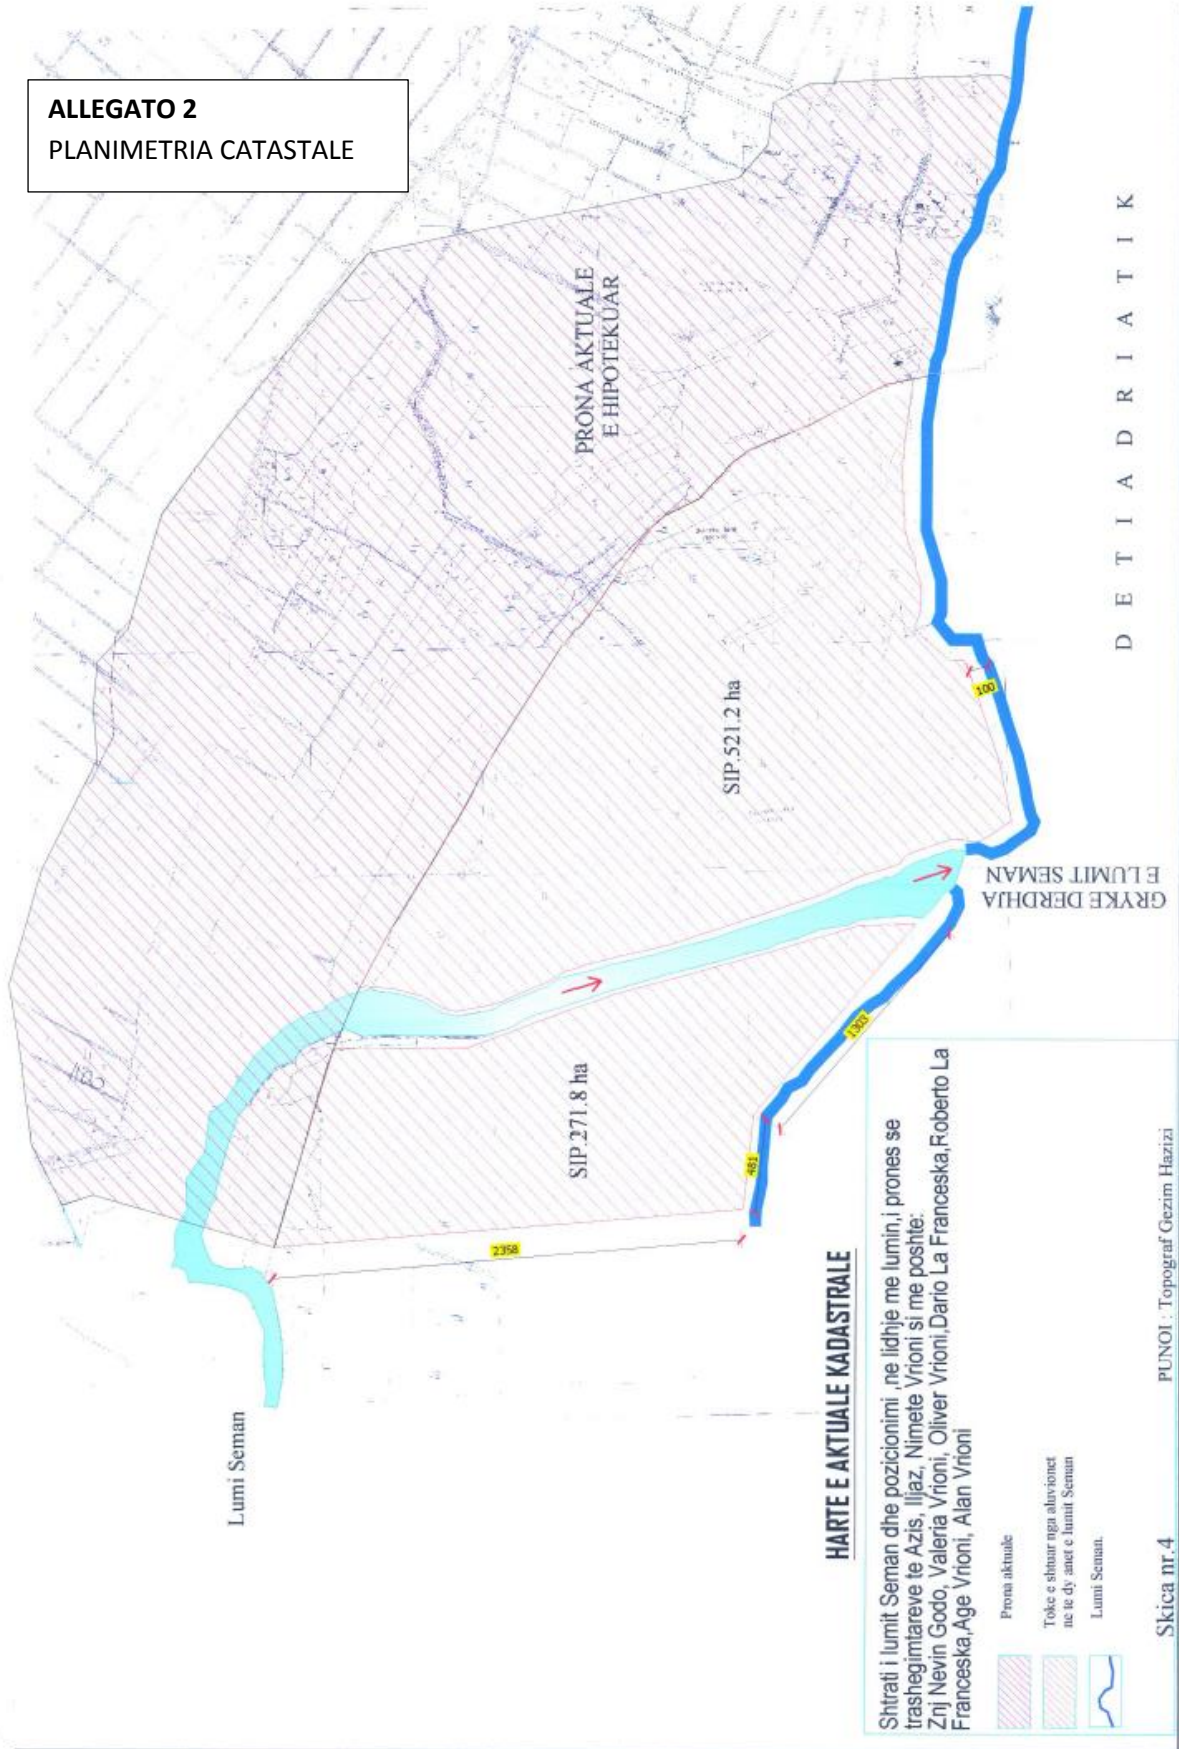 ALLEGATO 2
PLANIMETRIA CATASTALE
PRONA AKTUALE
E HIPOTEKUAR
D E T I A D R I A T I K
SIP.521.2 ha
100
GRYKE DERDHJA
E LUMIT SEMAN
SIP.271.8 ha
1303
481
2358
Lumi Seman
HARTE E AKTUALE KADASTRALE
Shtrati i lumit Seman dhe pozicionimi ,ne lidhje me lumin,i prones se
trashegimtareve te Azis, Iljaz, Nimete Vrioni si me poshte:
Znj Nevin Godo, Valeria Vrioni, Oliver Vrioni,Dario La Franceska,Roberto La
Franceska,Age Vrioni, Alan Vrioni
Prona aktuale
Toke e shtuar nga aluvionet
ne te dy anet e lumit Seman
Lumi Seman.
Skica nr.4
PUNOI : Topograf Gezim Hazizi